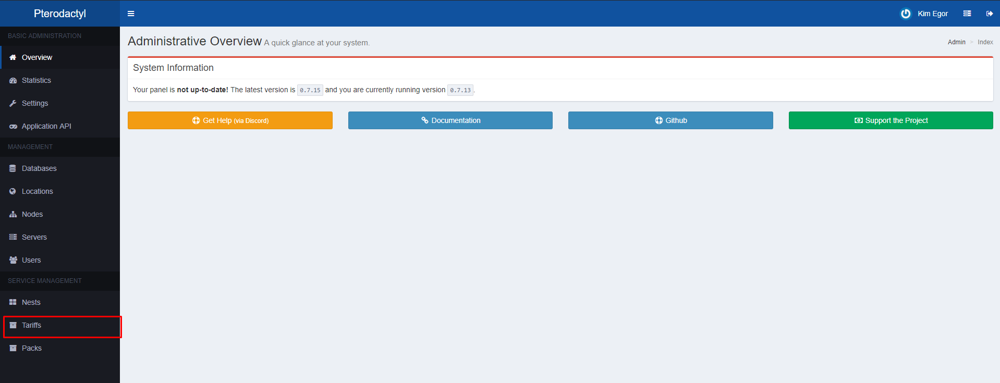 Pterodactyl
Kim Egor
BASIC ADMINISTRATION
Overview
Statistics
Settings
Application API
MANAGEMENT
Databases
Locations
Nodes
Servers
Users
SERVICE MANAGEMENT
Nests
Tariffs
Packs
Administrative Overview A quick glance at your system.
Admin > Index
System Information
Your panel is not up-to-date! The latest version is 0.7.15 and you are currently running version 0.7.13.
Get Help (via Discord)
Documentation
Github
Support the Project